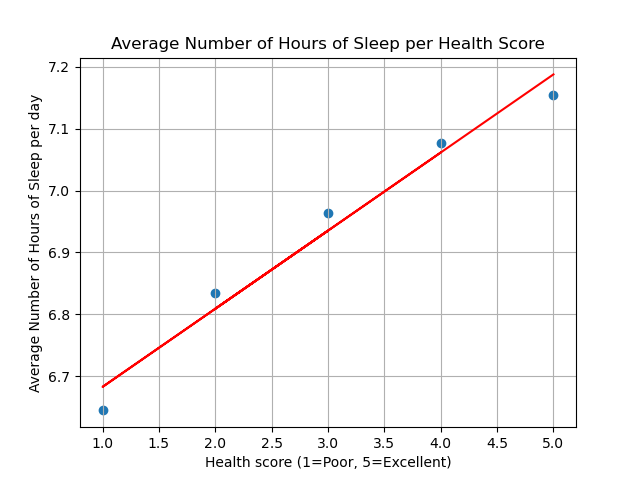 Average Number of Hours of Sleep per Health Score
Average Number of Hours of Sleep per day
7.2
7.1
7.0
6.9
6.8
6.7
1.0 1.5 2.0 2.5 3.0 3.5 4.0 4.5 5.0
Health score (1=Poor, 5=Excellent)